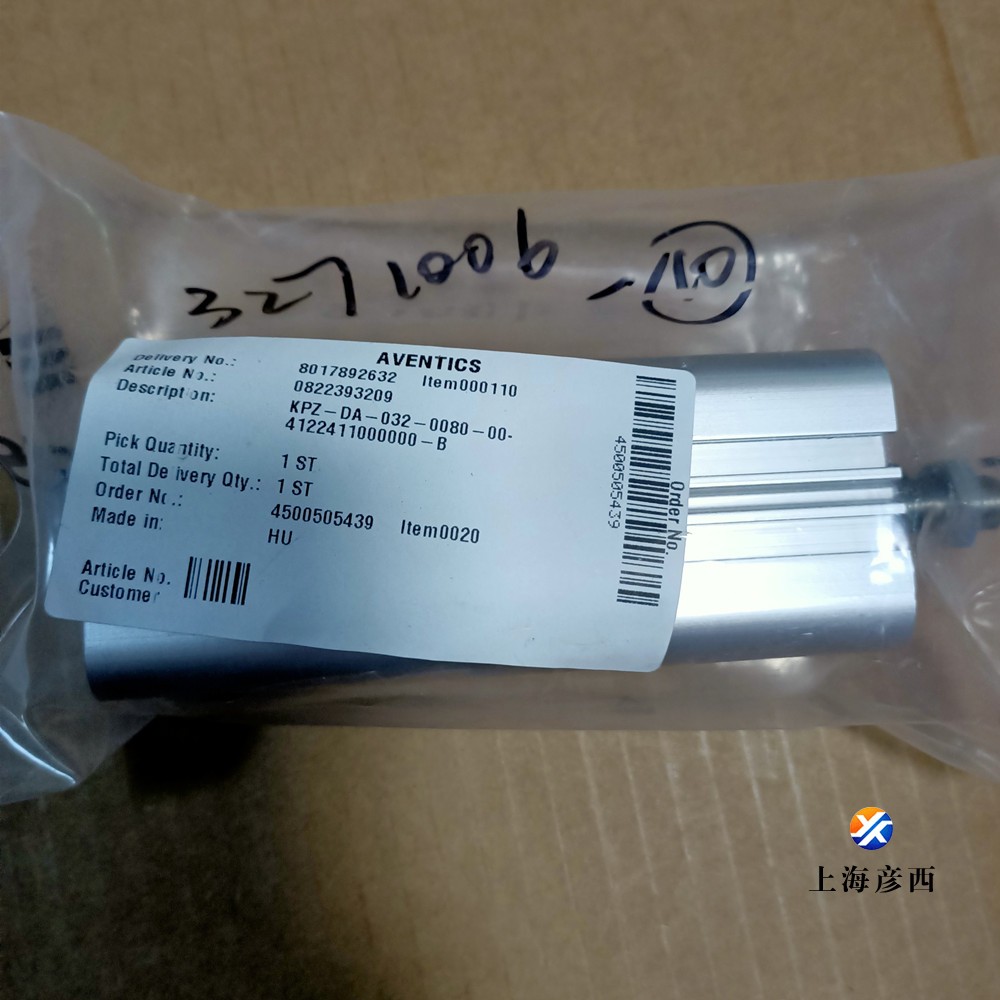 3271006
AVENTICS
Delivery No.: 8017892632 Item000110
Article No.: 0822393209
Description: KPZ-DA-032-0080-00-
4122411000000-B
Pick Quantity: 1 ST
Total Delivery Qty.: 1 ST
Order No.: 4500505439 Item0020
Made in: HU
Article No.
Customer
Order No.
4500505439
上海彦西